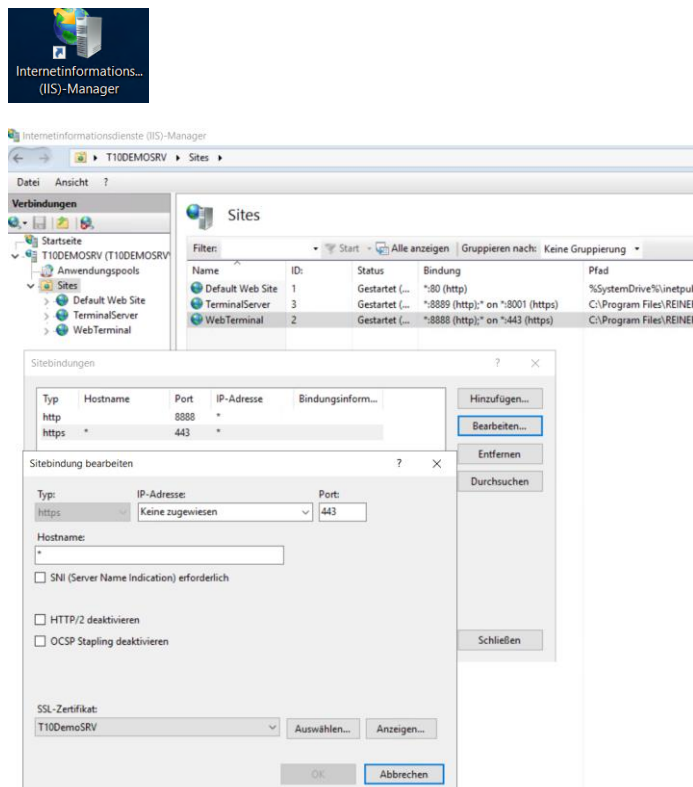 Internetinformations...
(IIS)-Manager
Internetinformationsdienste (IIS)-Manager
T10DEMOSRV Sites
Datei Ansicht ?
Verbindungen
Startseite
T10DEMOSRV (T10DEMOSRV
Anwendungspools
Sites
Default Web Site
TerminalServer
WebTerminal
Sites
Filter: Start Alle anzeigen Gruppieren nach: Keine Gruppierung
Name ID: Status Bindung Pfad
Default Web Site 1 Gestartet (... *:80 (http) %SystemDrive%\inetpul
TerminalServer 3 Gestartet (... *:8889 (http);* on *:8001 (https) C:\Program Files\REINEI
WebTerminal 2 Gestartet (... *:8888 (http);* on *:443 (https) C:\Program Files\REINEI
Sitebindungen ?
Typ Hostname Port IP-Adresse Bindungsinform...
http 8888 *
https * 443 *
Hinzufügen...
Bearbeiten...
Entfernen
Durchsuchen
Schließen
Sitebindung bearbeiten ?
Typ: IP-Adresse: Port:
https Keine zugewiesen 443
Hostname:
*
SNI (Server Name Indication) erforderlich
HTTP/2 deaktivieren
OCSP Stapling deaktivieren
SSL-Zertifikat:
T10DemoSRV Auswählen... Anzeigen...
OK Abbrechen